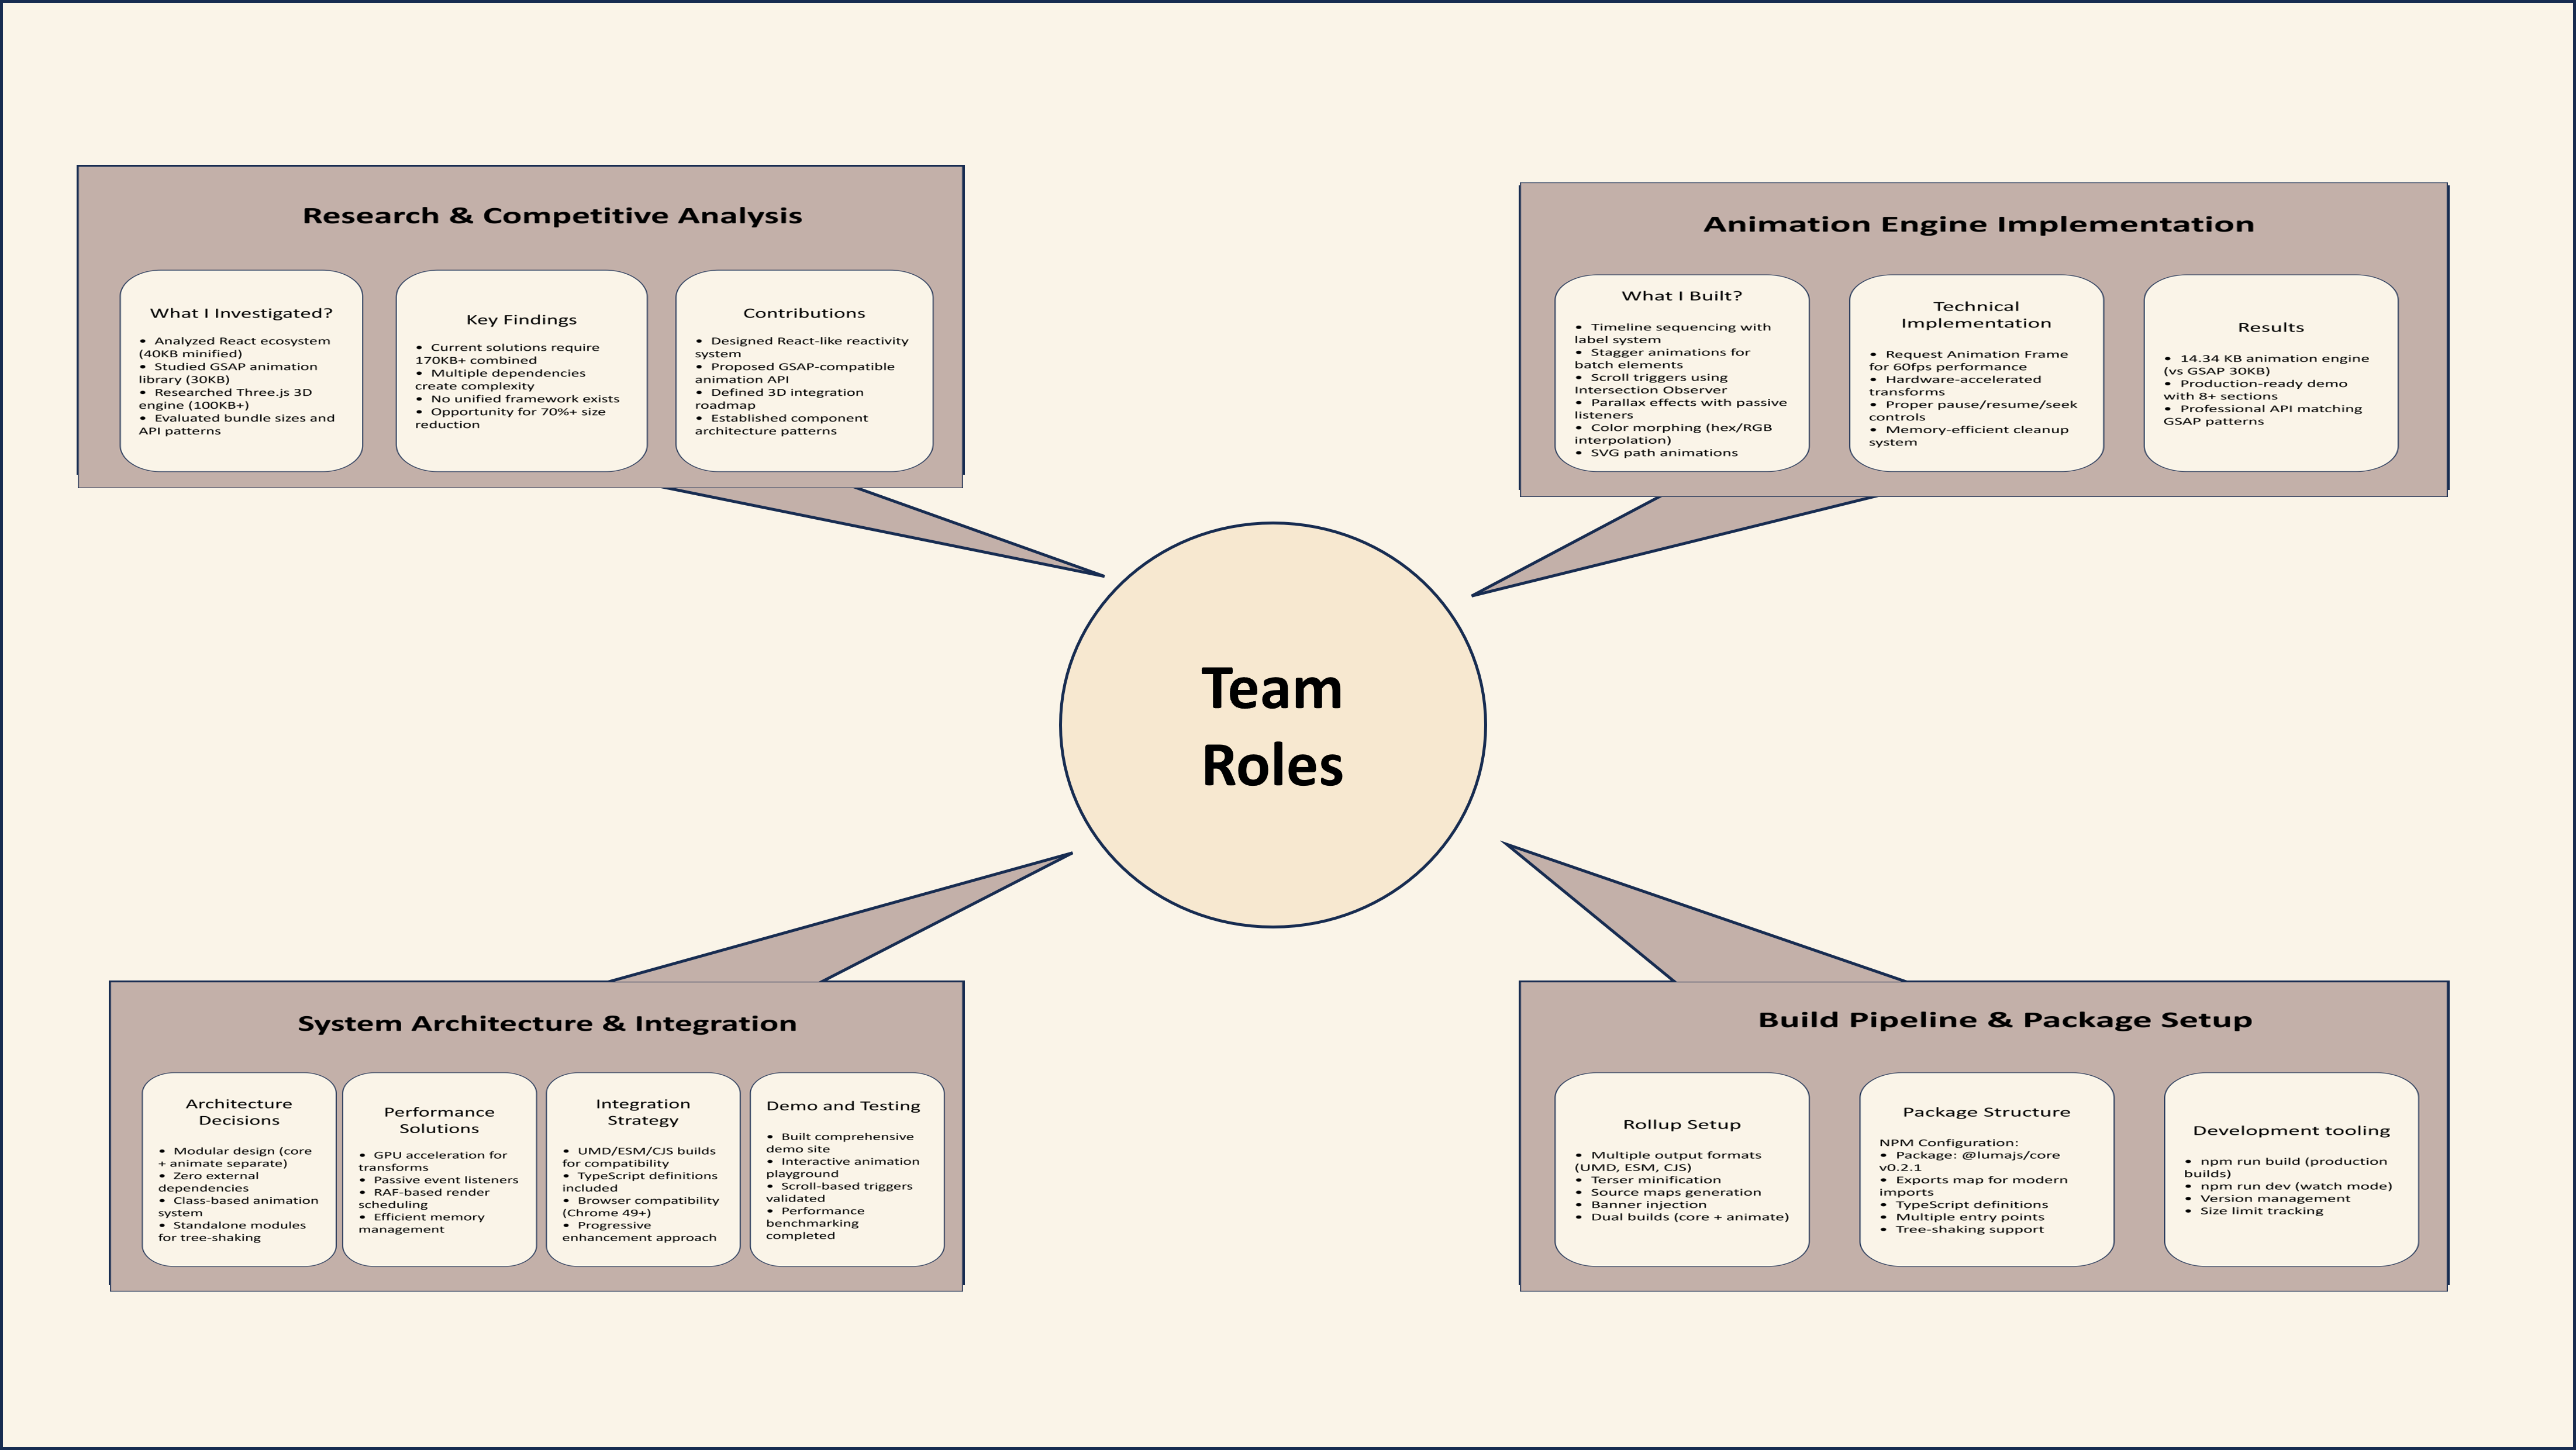 Research & Competitive Analysis
What I Investigated?
• Analyzed React ecosystem
(40KB minified)
• Studied GSAP animation
library (30KB)
• Researched Three.js 3D
engine (100KB+)
• Evaluated bundle sizes and
API patterns
Key Findings
• Current solutions require
170KB+ combined
• Multiple dependencies
create complexity
• No unified framework exists
• Opportunity for 70%+ size
reduction
Contributions
• Designed React-like reactivity
system
• Proposed GSAP-compatible
animation API
• Defined 3D integration
roadmap
• Established component
architecture patterns
Animation Engine Implementation
What I Built?
• Timeline sequencing with
label system
• Stagger animations for
batch elements
• Scroll triggers using
Intersection Observer
• Parallax effects with passive
listeners
• Color morphing (hex/RGB
interpolation)
• SVG path animations
Technical
Implementation
• Request Animation Frame
for 60fps performance
• Hardware-accelerated
transforms
• Proper pause/resume/seek
controls
• Memory-efficient cleanup
system
Results
• 14.34 KB animation engine
(vs GSAP 30KB)
• Production-ready demo
with 8+ sections
• Professional API matching
GSAP patterns
Team
Roles
System Architecture & Integration
Architecture
Decisions
• Modular design (core
+ animate separate)
• Zero external
dependencies
• Class-based animation
system
• Standalone modules
for tree-shaking
Performance
Solutions
• GPU acceleration for
transforms
• Passive event listeners
• RAF-based render
scheduling
• Efficient memory
management
Integration
Strategy
• UMD/ESM/CJS builds
for compatibility
• TypeScript definitions
included
• Browser compatibility
(Chrome 49+)
• Progressive
enhancement approach
Demo and Testing
• Built comprehensive
demo site
• Interactive animation
playground
• Scroll-based triggers
validated
• Performance
benchmarking
completed
Build Pipeline & Package Setup
Rollup Setup
• Multiple output formats
(UMD, ESM, CJS)
• Terser minification
• Source maps generation
• Banner injection
• Dual builds (core + animate)
Package Structure
NPM Configuration:
• Package: @lumajs/core
v0.2.1
• Exports map for modern
imports
• TypeScript definitions
• Multiple entry points
• Tree-shaking support
Development tooling
• npm run build (production
builds)
• npm run dev (watch mode)
• Version management
• Size limit tracking